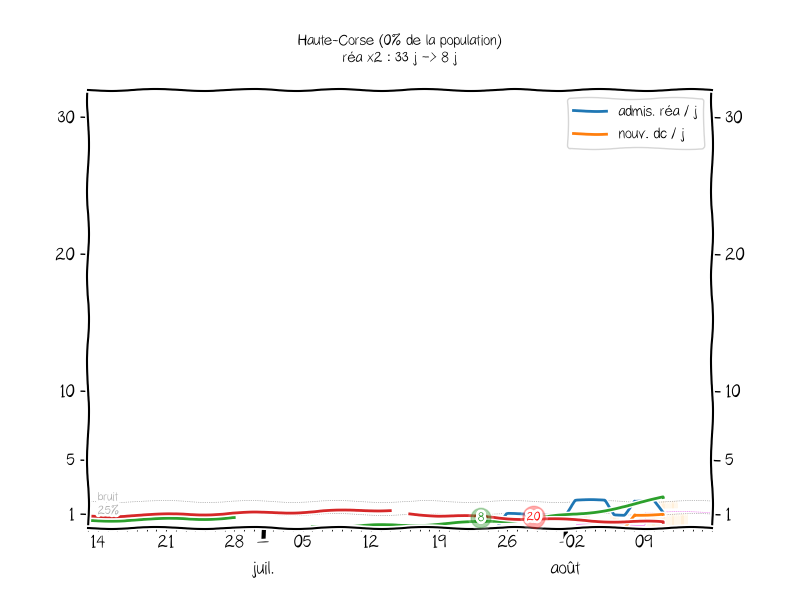 Haute-Corse (0% de la population)
réa x2 : 33 j -> 8 j
admis. réa / j
nouv. dc / j
30
30
20
20
10
10
5
5
bruit
25%
1
1
8
20
14 21 28 05 12 19 26 02 09
juil. août